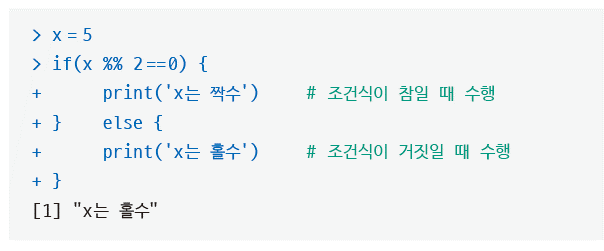 > x = 5
> if(x %% 2==0) {
+      print('x는 짝수')     # 조건식이 참일 때 수행
+ }    else {
+      print('x는 홀수')     # 조건식이 거짓일 때 수행
+ }
[1] "x는 홀수"